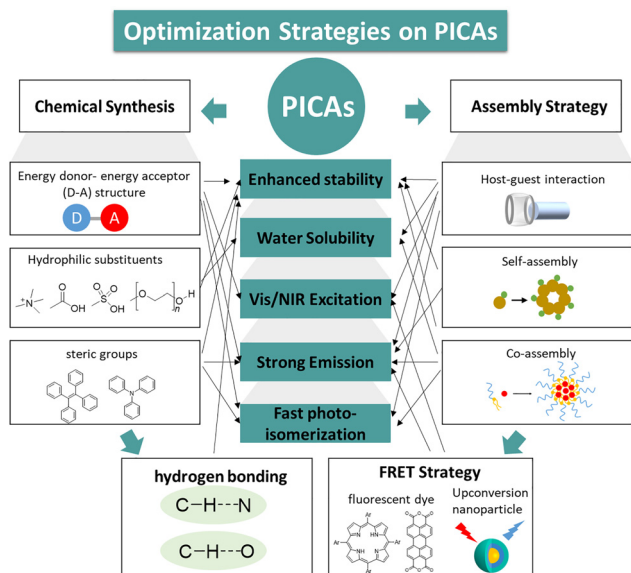 Optimization Strategies on PICAs
PICAs
Chemical Synthesis
Assembly Strategy
Energy donor- energy acceptor
(D-A) structure
D
A
Hydrophilic substituents
+
N
O
OH
O
S
O
OH
O
O
n
H
steric groups
N
Enhanced stability
Water Solubility
Vis/NIR Excitation
Strong Emission
Fast photo-
isomerization
Host-guest interaction
Self-assembly
Co-assembly
hydrogen bonding
C—H---N
C—H---O
FRET Strategy
fluorescent dye
Upconversion
nanoparticle
Ar
N
HN
Ar
Ar
NH
N
Ar
O
O
O
O
O
O